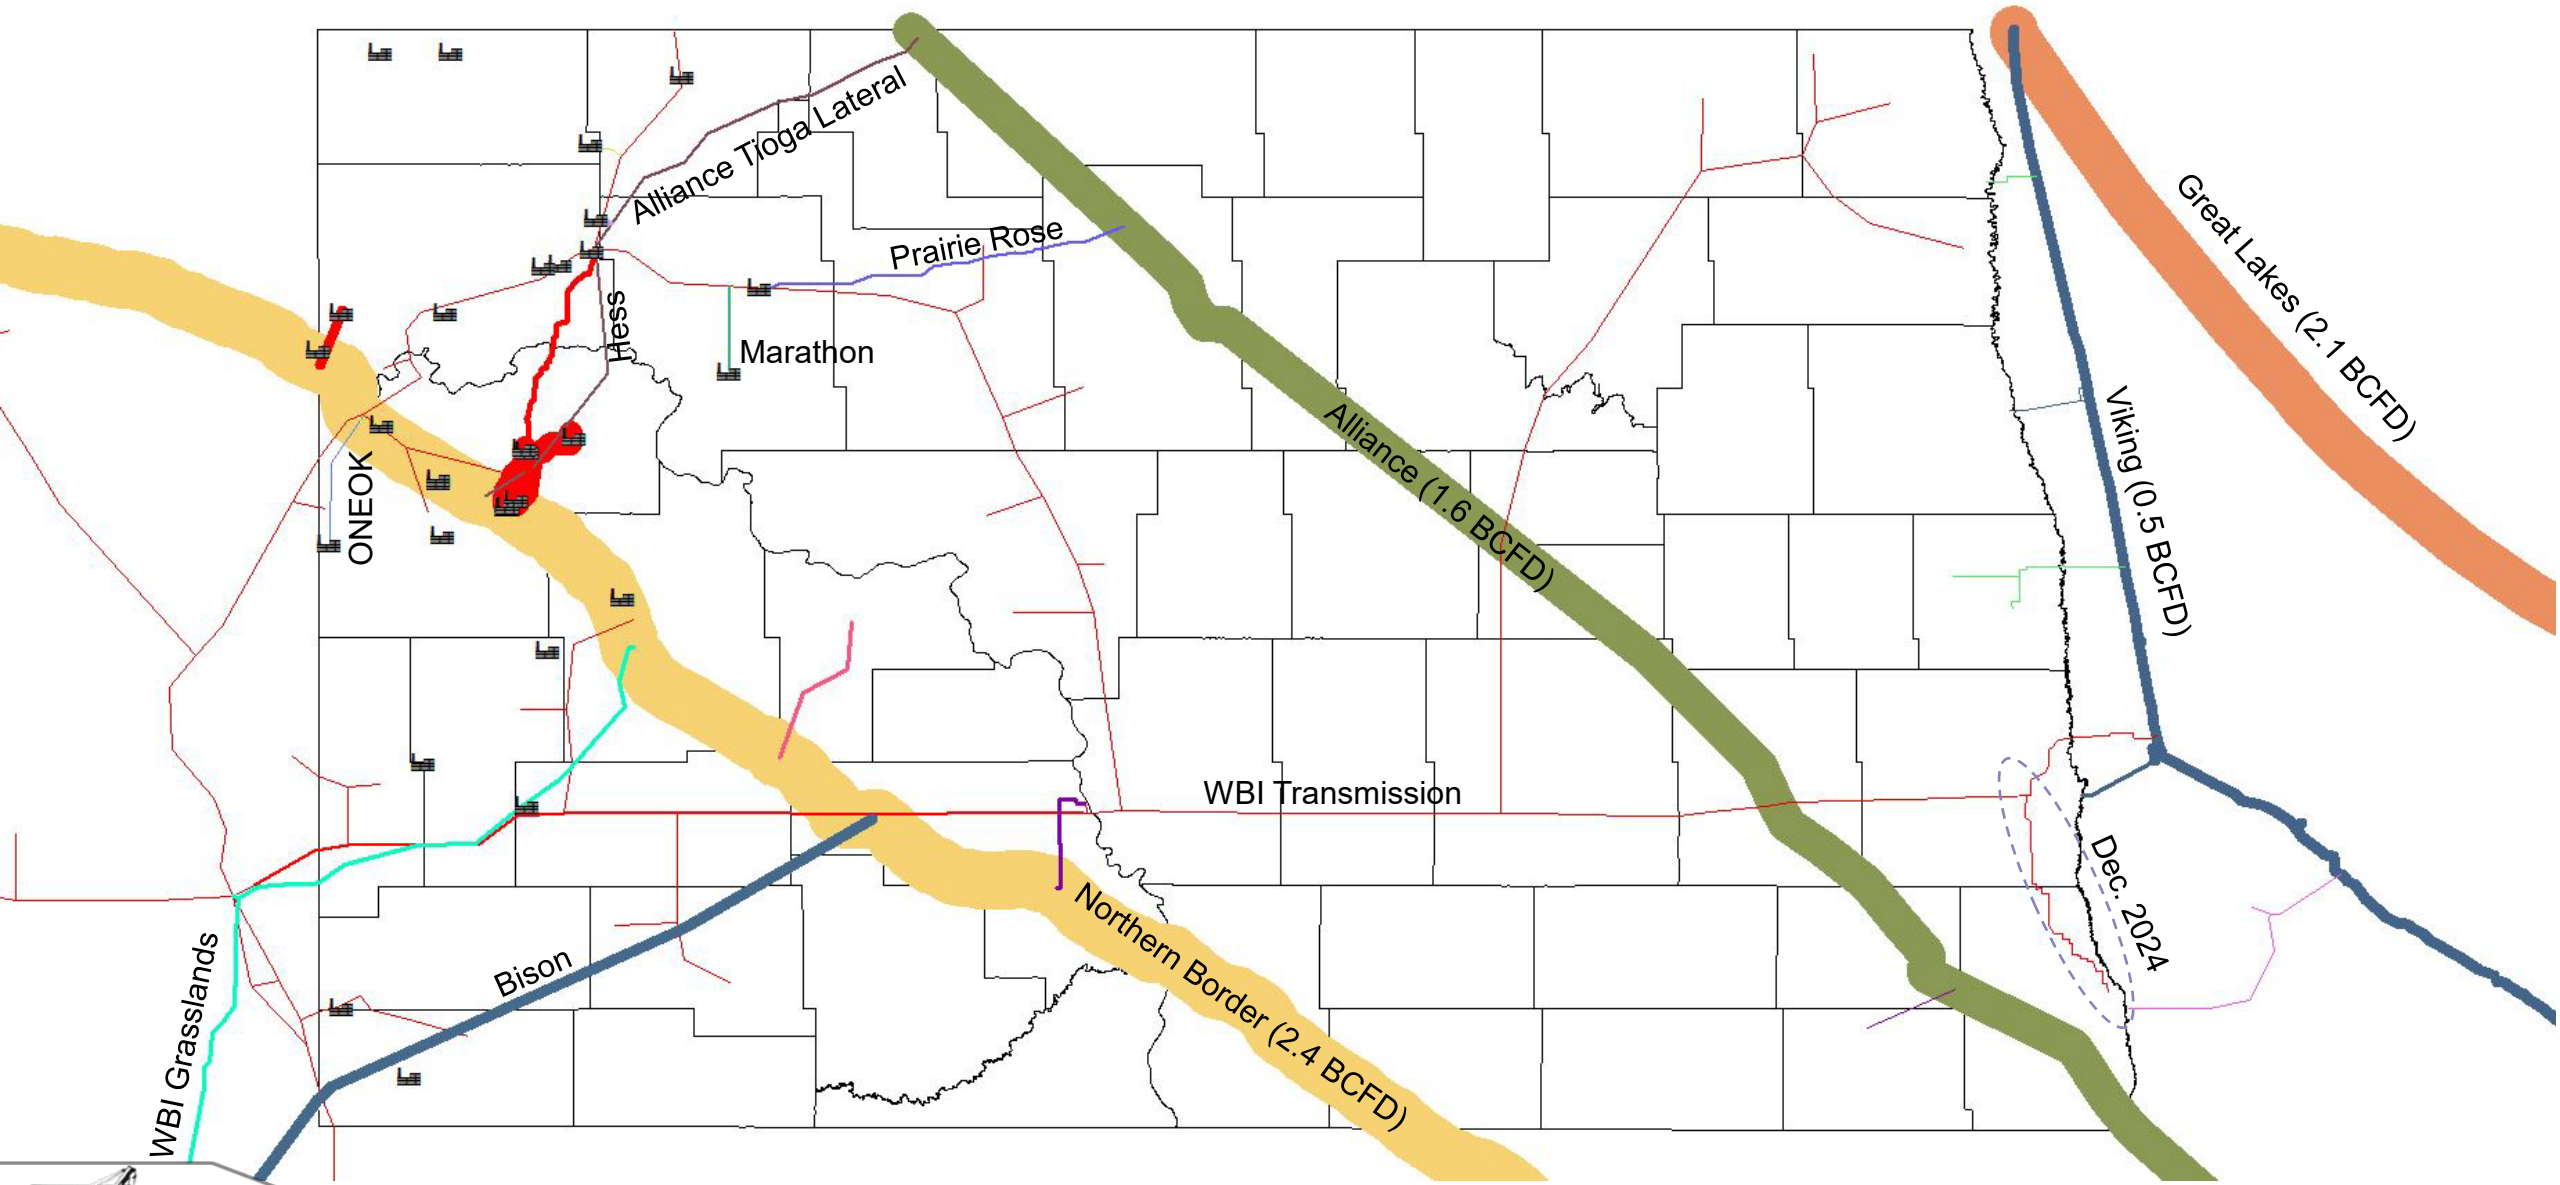 Alliance Tioga Lateral
Great Lakes (2.1 BCFD)
Prairie Rose
Hess
Marathon
Alliance (1.6 BCFD)
Viking (0.5 BCFD)
ONEOK
WBI Transmission
Dec. 2024
Northern Border (2.4 BCFD)
Bison
WBI Grasslands